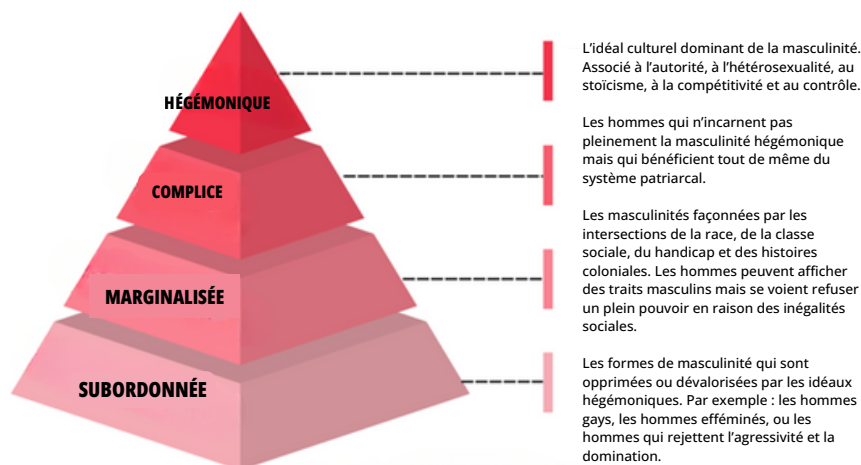 HÉGÉMONIQUE
L'idéal culturel dominant de la masculinité.
Associé à l'autorité, à l'hétérosexualité, au
stoïcisme, à la compétitivité et au contrôle.
COMPLICE
Les hommes qui n'incarnent pas
pleinement la masculinité hégémonique
mais qui bénéficient tout de même du
système patriarcal.
MARGINALISÉE
Les masculinités façonnées par les
intersections de la race, de la classe
sociale, du handicap et des histoires
coloniales. Les hommes peuvent afficher
des traits masculins mais se voient refuser
un plein pouvoir en raison des inégalités
sociales.
SUBORDONNÉE
Les formes de masculinité qui sont
opprimées ou dévalorisées par les idéaux
hégémoniques. Par exemple : les hommes
gays, les hommes efféminés, ou les
hommes qui rejettent l'agressivité et la
domination.